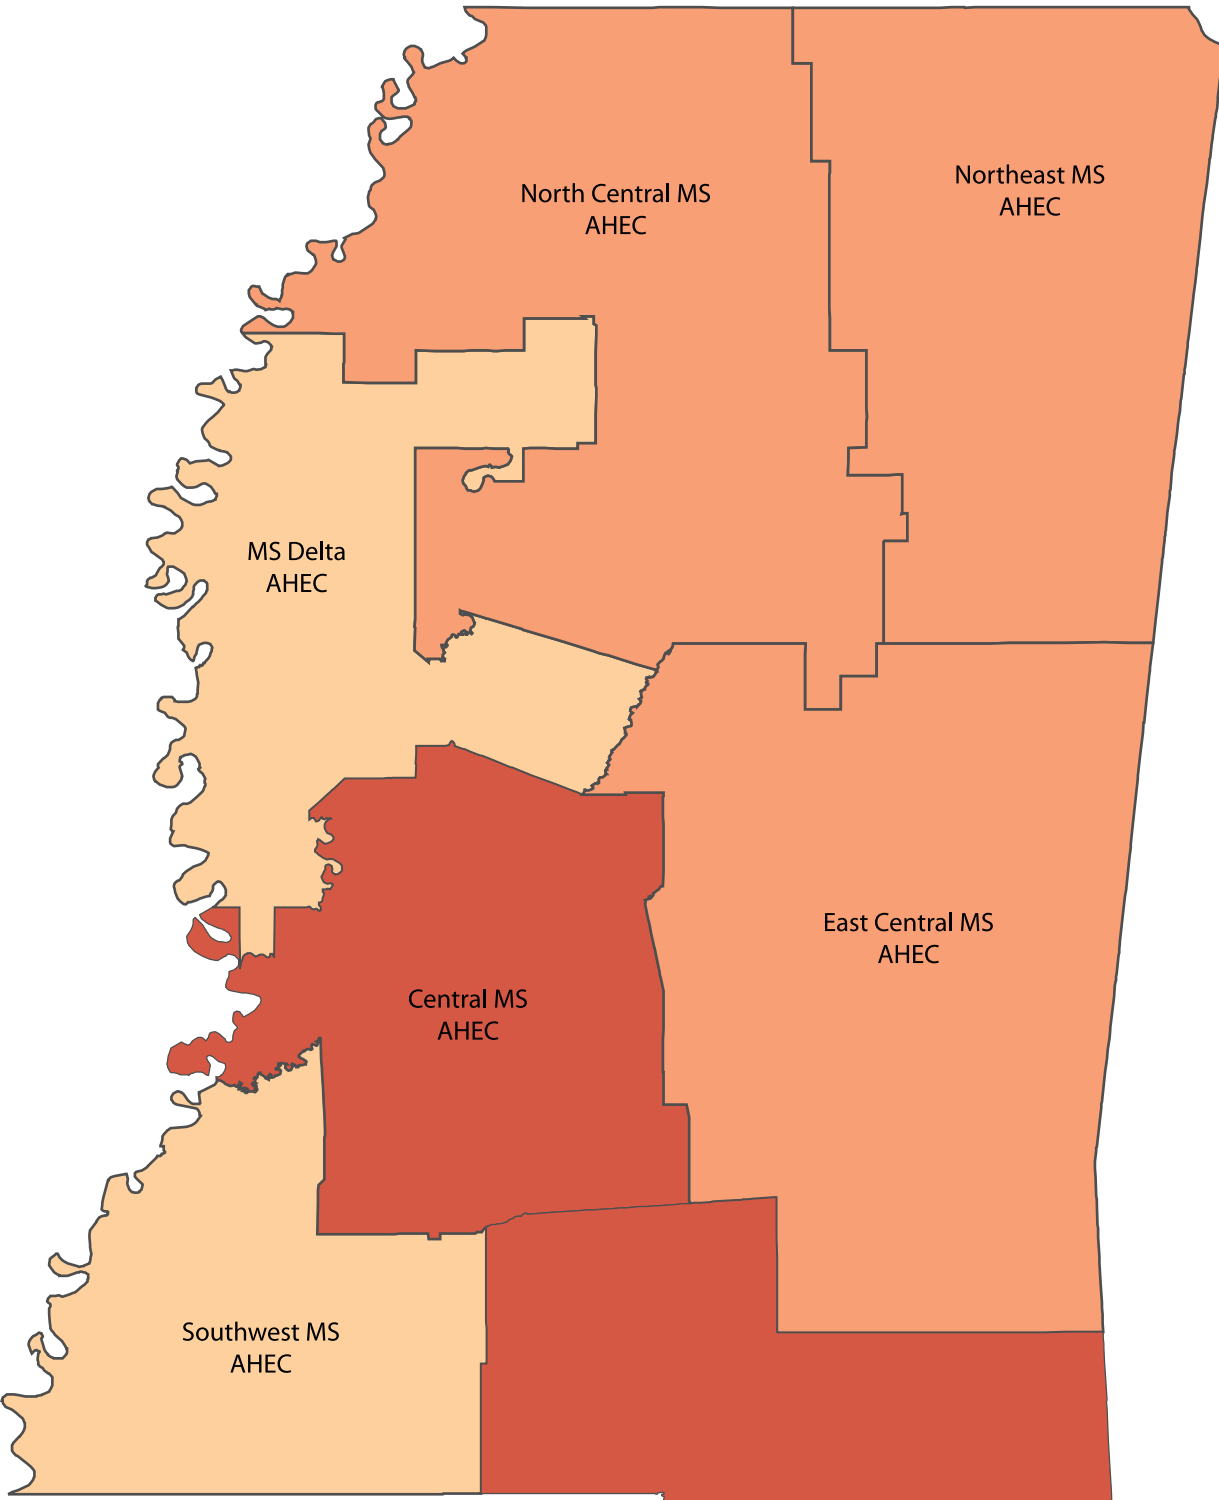 North Central MS
AHEC
Northeast MS
AHEC
MS Delta
AHEC
East Central MS
AHEC
Central MS
AHEC
Southwest MS
AHEC